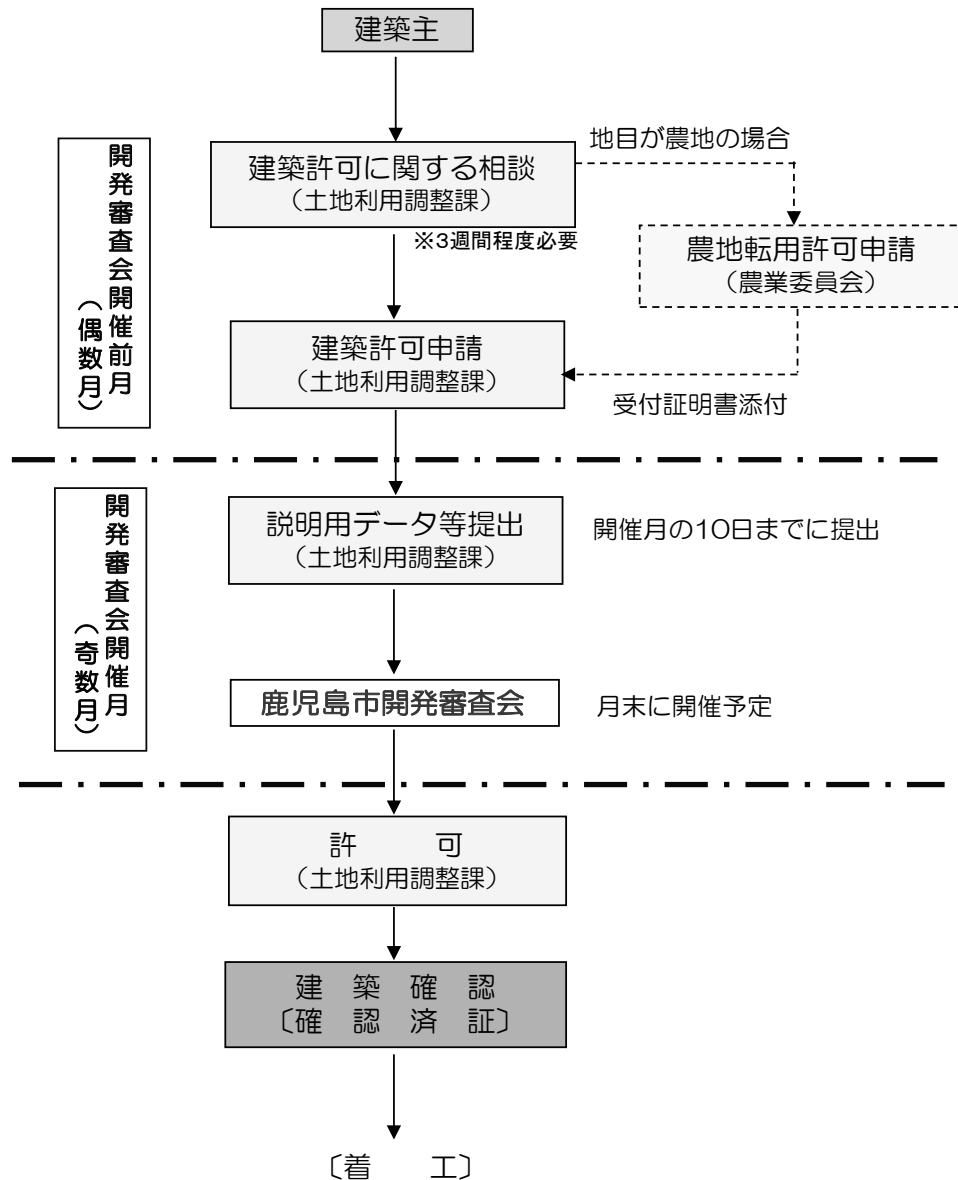 建築主
地目が農地の場合
開発審査会開催前月
（偶数月）
建築許可に関する相談
（土地利用調整課）
※3週間程度必要
農地転用許可申請
（農業委員会）
建築許可申請
（土地利用調整課）
受付証明書添付
開発審査会開催月
（奇数月）
説明用データ等提出
（土地利用調整課）
開催月の10日までに提出
鹿児島市開発審査会
月末に開催予定
許　　可
（土地利用調整課）
建　築　確　認
〔確　認　済　証〕
〔着　　工〕